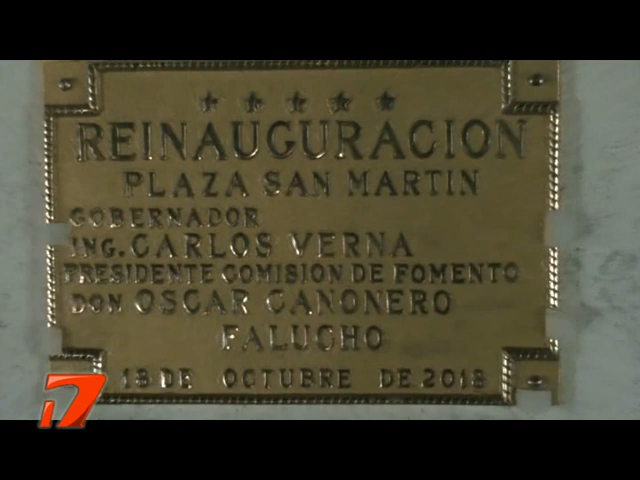 REINAUGURACION
PLAZA SAN MARTIN
GOBERNADOR
ING. CARLOS VERNA
PRESIDENTE COMISION DE FOMENTO
DON OSCAR CANONERO
FALUCHO
13 DE OCTUBRE DE 2018
7